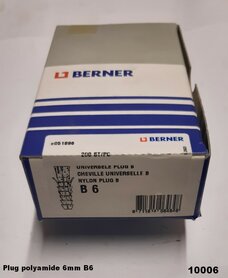 BERNER
BERNER
200 ST/PC
UNIVERSELE PLUG B
CHEVILLE UNIVERSELLE B
NYLON PLUG B
B 6
Plug polyamide 6mm B6
10006